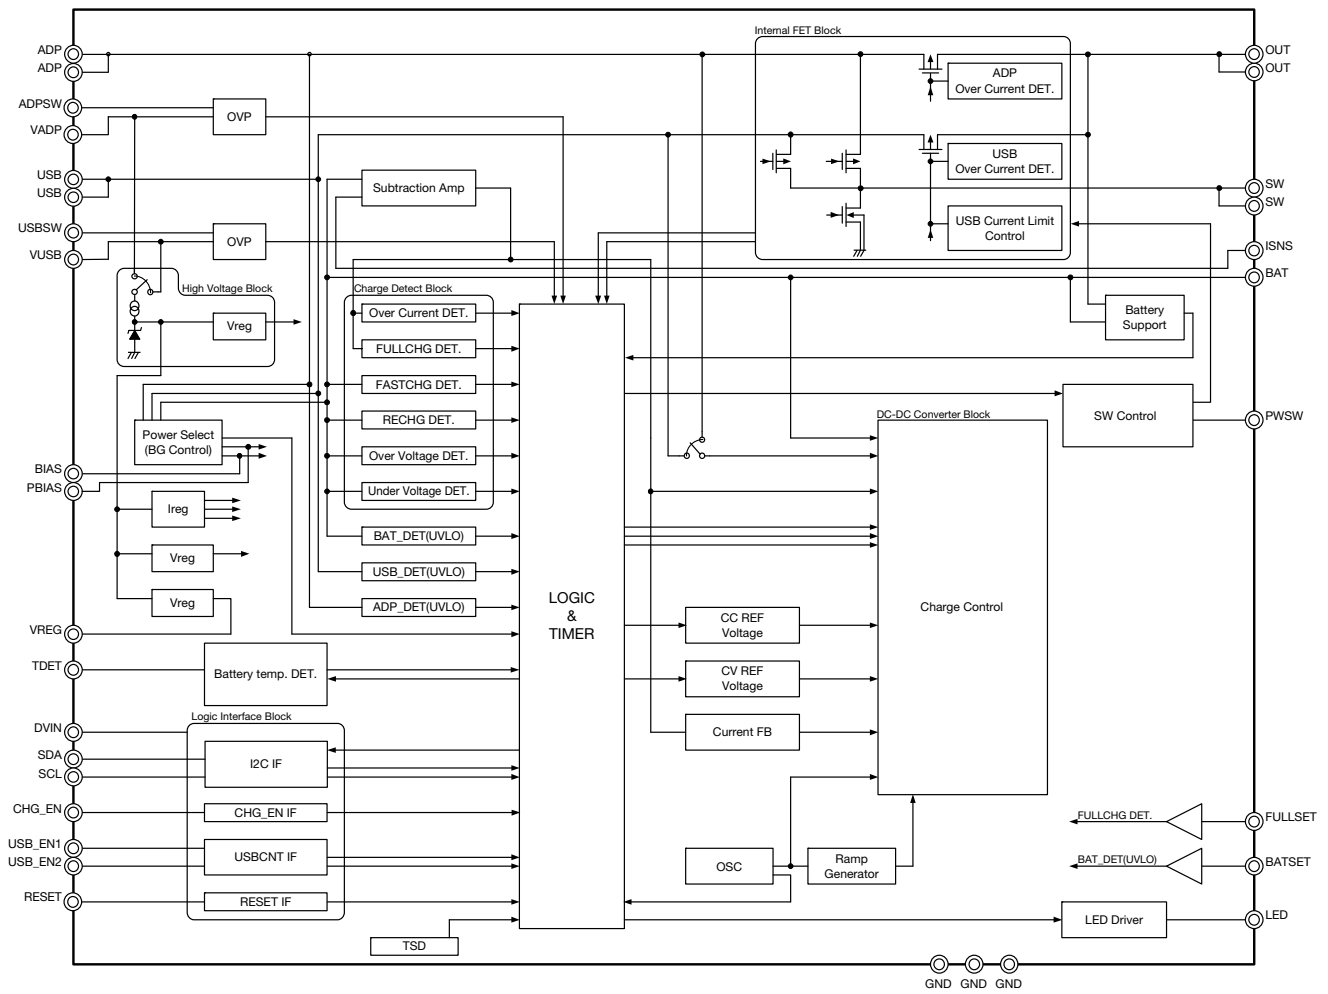 ADP
ADP
ADPSW
VADP
USB
USB
USBSW
VUSB
BIAS
PBIAS
VREG
TDET
DVIN
SDA
SCL
CHG_EN
USB_EN1
USB_EN2
RESET
OVP
OVP
High Voltage Block
Vreg
Power Select
(BG Control)
Ireg
Vreg
Vreg
Battery temp. DET.
Logic Interface Block
I2C IF
CHG_EN IF
USBCNT IF
RESET IF
TSD
Subtraction Amp
Charge Detect Block
Over Current DET.
FULLCHG DET.
FASTCHG DET.
RECHG DET.
Over Voltage DET.
Under Voltage DET.
BAT_DET(UVLO)
USB_DET(UVLO)
ADP_DET(UVLO)
LOGIC
&
TIMER
Internal FET Block
ADP
Over Current DET.
USB
Over Current DET.
USB Current Limit
Control
Battery
Support
SW Control
DC-DC Converter Block
Charge Control
CC REF
Voltage
CV REF
Voltage
Current FB
OSC
Ramp
Generator
FULLCHG DET.
BAT_DET(UVLO)
LED Driver
OUT
OUT
SW
SW
ISNS
BAT
PWSW
FULLSET
BATSET
LED
GND
GND
GND